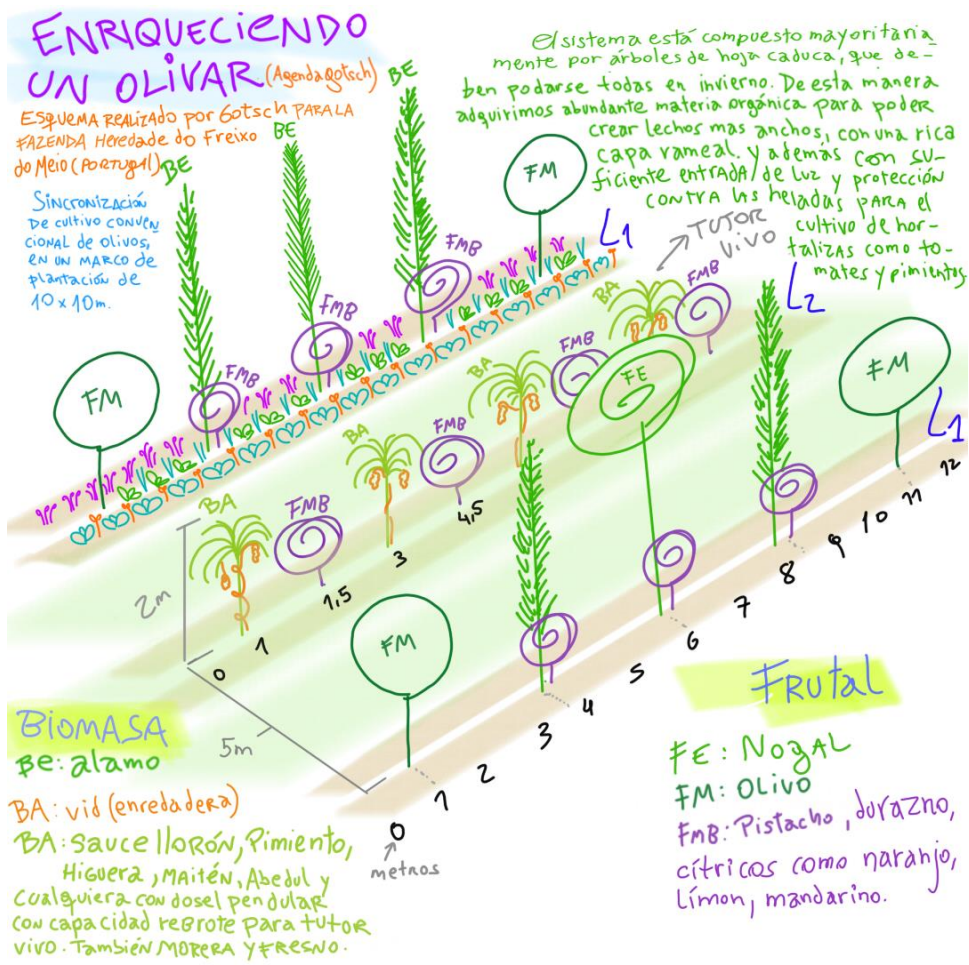 ENRIQUECIENDO
UN OLIVAR (Agendagotsch)
ESQUEMA REALIZADO por Gotsch PARA LA
FAZENDA Heredade do Freixo
do Meio (PORTUgal)
Sincronización
De cultivo conven
cional de olivos,
en un marco de
plantación de
10 x 10m.
El sistema está compuesto mayoritaria_
mente por árboles de hoja caduca, que de-
ben podarse todas en invierno. De esta manera
adquirimos abundante materia orgánica para poder
crear lechos mas anchos, con una rica
capa rameal. y además con su-
ficiente entrada de luz y protección
contra las heladas para el
cultivo de hor-
talizas como to-
mates y pimientos
BE
BE
BE
FM
L1
TUTOR
VIVO
FMB
FMB
FMB
FM
BA
FMB
L2
BA
FMB
FE
FM
L1
BA
FMB
BA
FMB
2m
0
1
1,5
3
4,5
FM
5m
0
metros
1
2
3
4
5
6
7
8
9
10
11
12
BIOMASA
BE: alamo
BA: vid (enredadera)
BA: Sauce llORÓN, Pimiento,
Higuera, MAitén, Abedul y
Cualquiera con dosel pendular
con capacidad rebrote para tutor
vivo. También MORERA Y FRESNO.
FRUtal
FE: NOgAL
FM: OLIVO
FMB: Pistacho, durazno,
cítricos como naranjo,
límon, mandarino.